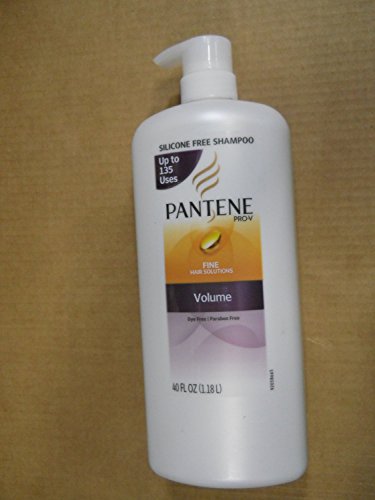 SILICONE FREE SHAMPOO
Up to
135
Uses
PANTENE
PRO-V
FINE
HAIR SOLUTIONS
Volume
Dye Free | Paraben Free
40 FL OZ (1.18 L)